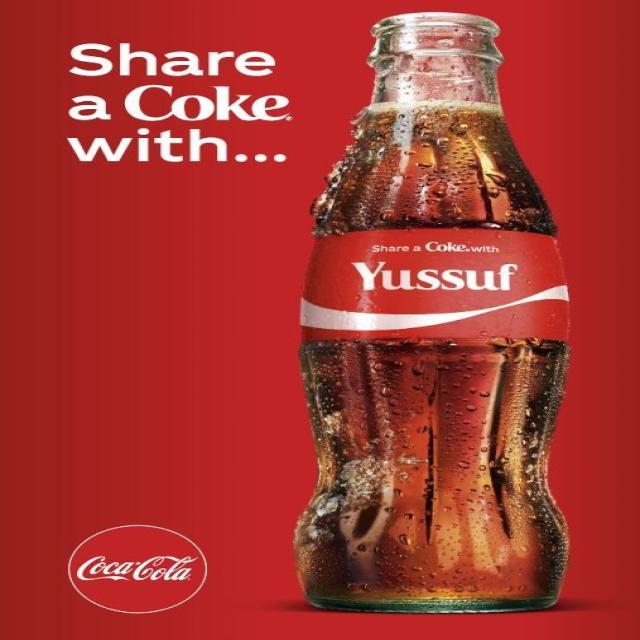 Share
a Coke
with...
Share a Coke with
Yussuf
Coca-Cola